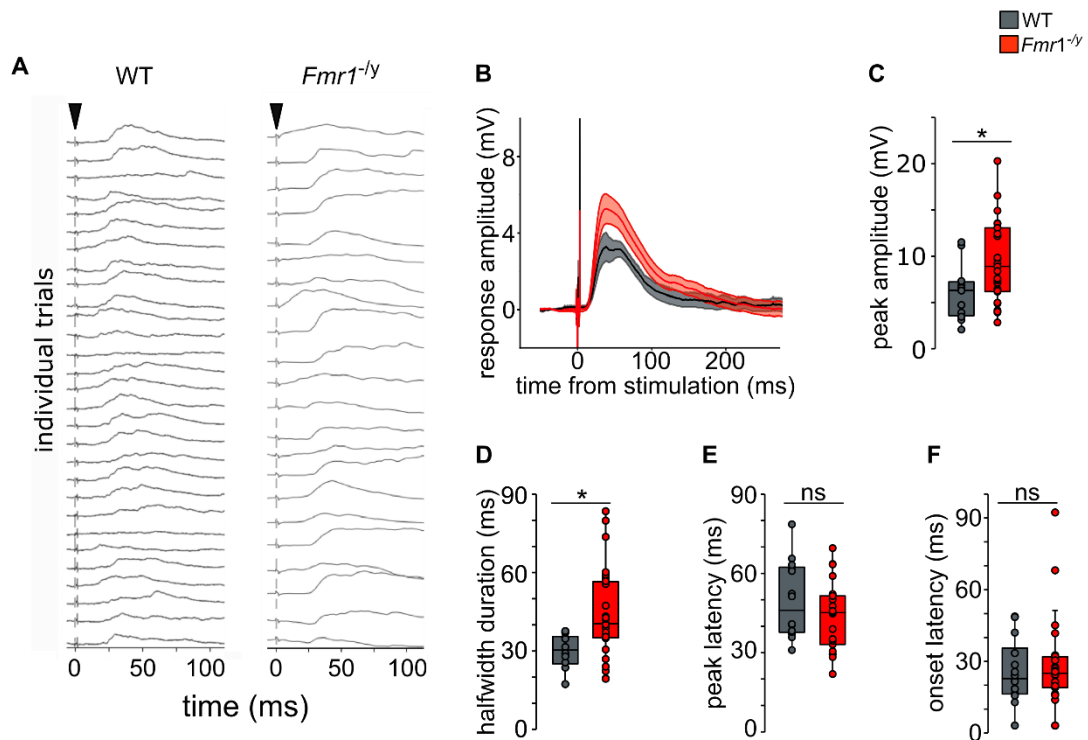 WT
Fmr1-/y
A
WT
Fmr1-/y
individual trials
0
50
100
0
50
100
time (ms)
B
response amplitude (mV)
8
4
0
0
100
200
time from stimulation (ms)
C
peak amplitude (mV)
*
20
10
0
D
halfwidth duration (ms)
*
90
60
30
0
E
peak latency (ms)
ns
90
60
30
0
F
onset latency (ms)
ns
90
60
30
0